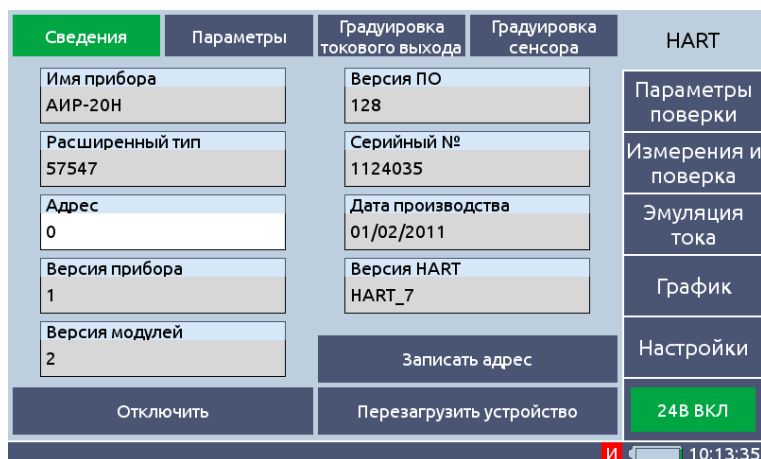 Сведения
Параметры
Градуировка
токового выхода
Градуировка
сенсора
HART
Имя прибора
АИР-20Н
Версия ПО
128
Параметры
поверки
Расширенный тип
57547
Серийный №
1124035
Измерения и
поверка
Адрес
0
Дата производства
01/02/2011
Эмуляция
тока
Версия прибора
1
Версия HART
HART_7
График
Версия модулей
2
Записать адрес
Настройки
Отключить
Перезагрузить устройство
24В ВКЛ
И
10:13:35